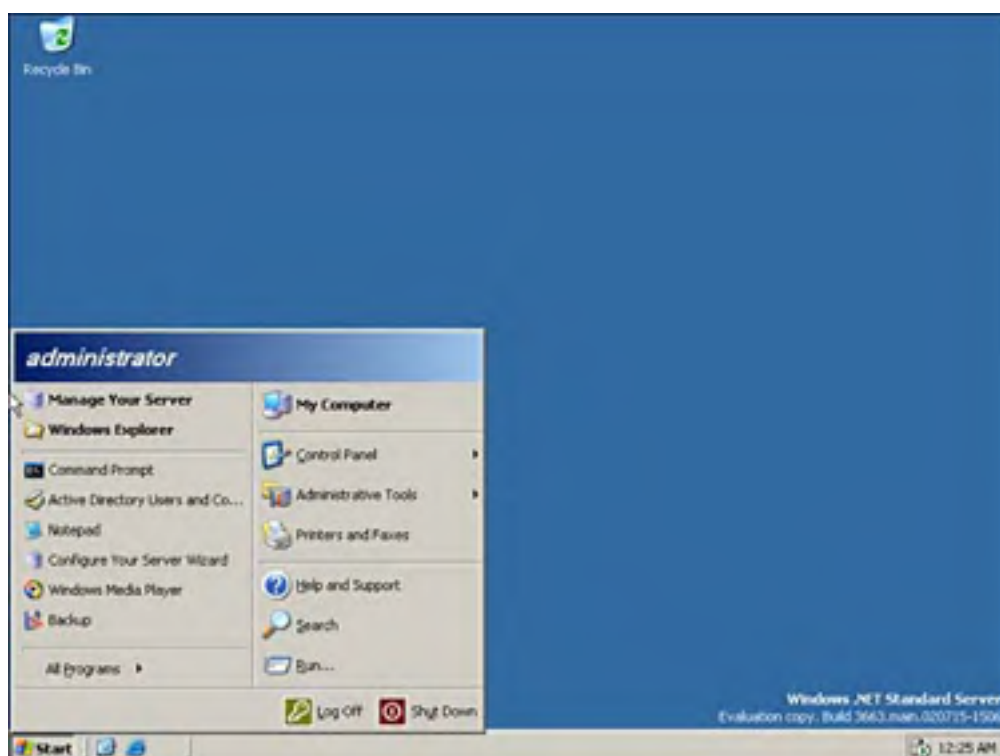 Recycle Bin
administrator
Manage Your Server
Windows Explorer
Command Prompt
Active Directory Users and Co...
Notepad
Configure Your Server Wizard
Windows Media Player
Backup
All Programs
My Computer
Control Panel
Administrative Tools
Printers and Faxes
Help and Support
Search
Run...
Log Off
Shut Down
Windows .NET Standard Server
Evaluation copy. Build 3663.main.020715-1506
Start
12:25 AM